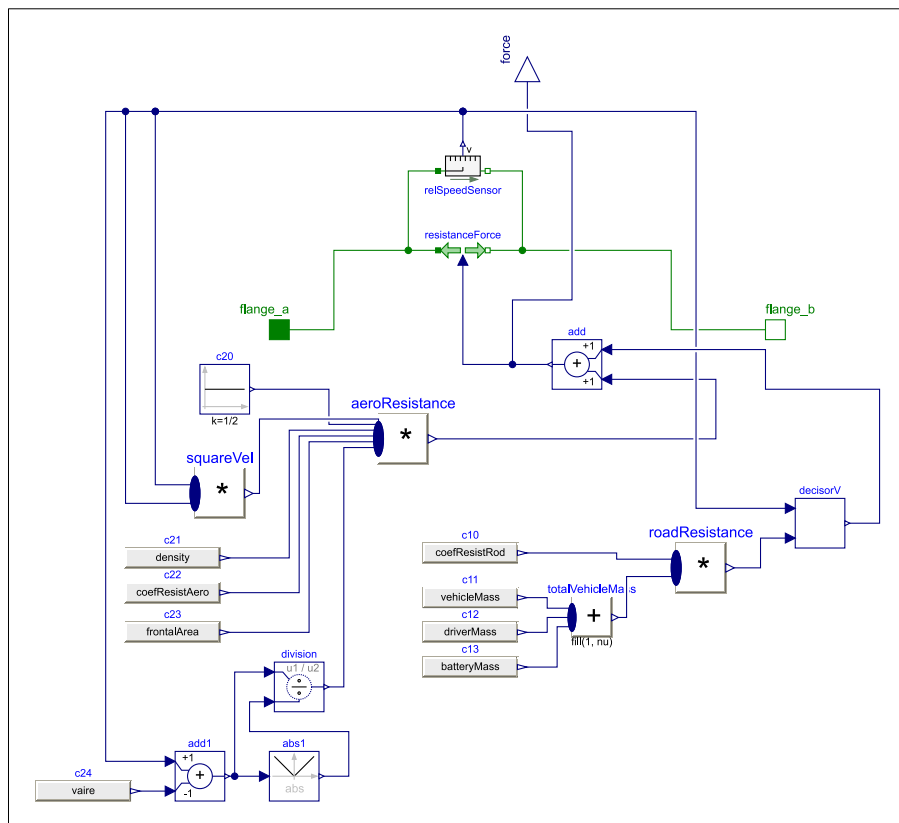 force
v
relSpeedSensor
resistanceForce
flange_a
flange_b
add
+1
+1
c20
k=1/2
aeroResistance
*
squareVel
*
decisorV
c21
density
c22
coefResistAero
c23
frontalArea
c10
coefResistRod
roadResistance
*
c11
vehicleMass
totalVehicleMass
+
c12
driverMass
fill(1, nu)
c13
batteryMass
division
u1 / u2
add1
+1
+
-1
abs1
abs
c24
vaire